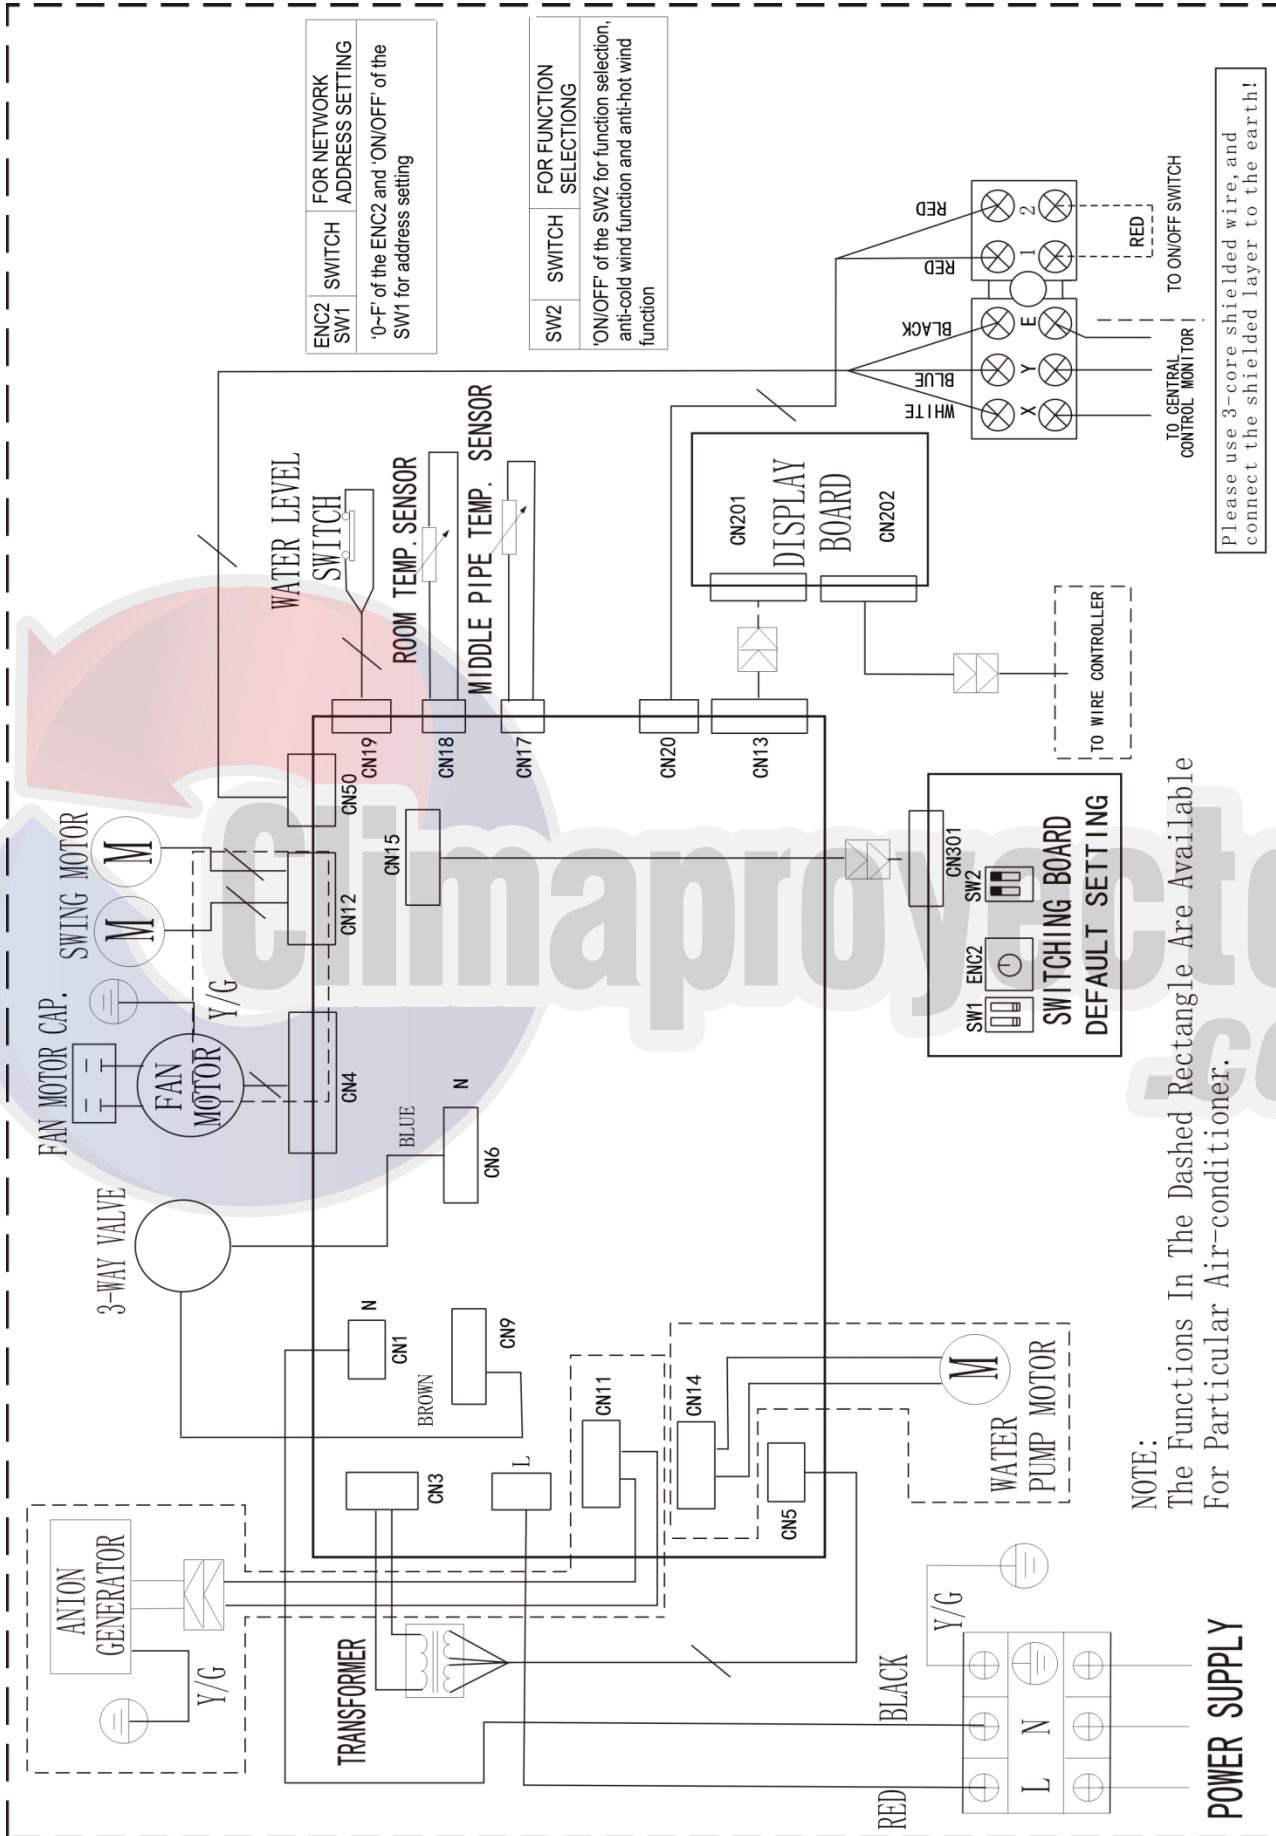 ENC2
SW1
SWITCH
FOR NETWORK
ADDRESS SETTING
'0~F' of the ENC2 and 'ON/OFF' of the
SW1 for address setting
SW2
SWITCH
FOR FUNCTION
SELECTIONG
'ON/OFF' of the SW2 for function selection,
anti-cold wind function and anti-hot wind
function
ANION
GENERATOR
Y/G
3-WAY VALVE
FAN MOTOR CAP.
FAN
MOTOR
Y/G
SWING MOTOR
M
M
WATER LEVEL
SWITCH
ROOM TEMP. SENSOR
MIDDLE PIPE TEMP. SENSOR
TRANSFORMER
CN3
L
BROWN
CN1
N
CN9
BLUE
CN6
N
CN4
CN12
CN50
CN15
CN19
CN18
CN17
CN20
CN13
CN11
CN14
CN5
WATER
PUMP MOTOR
M
CN201
DISPLAY
BOARD
CN202
TO WIRE CONTROLLER
CN301
SW1
ENC2
SW2
SWITCHING BOARD
DEFAULT SETTING
WHITE
BLUE
BLACK
RED
RED
X
Y
E
1
2
RED
TO CENTRAL
CONTROL MONITOR
TO ON/OFF SWITCH
Please use 3-core shielded wire, and
connect the shielded layer to the earth!
RED
BLACK
Y/G
L
N
POWER SUPPLY
NOTE:
The Functions In The Dashed Rectangle Are Available
For Particular Air-conditioner.
Climaproyecto
.co